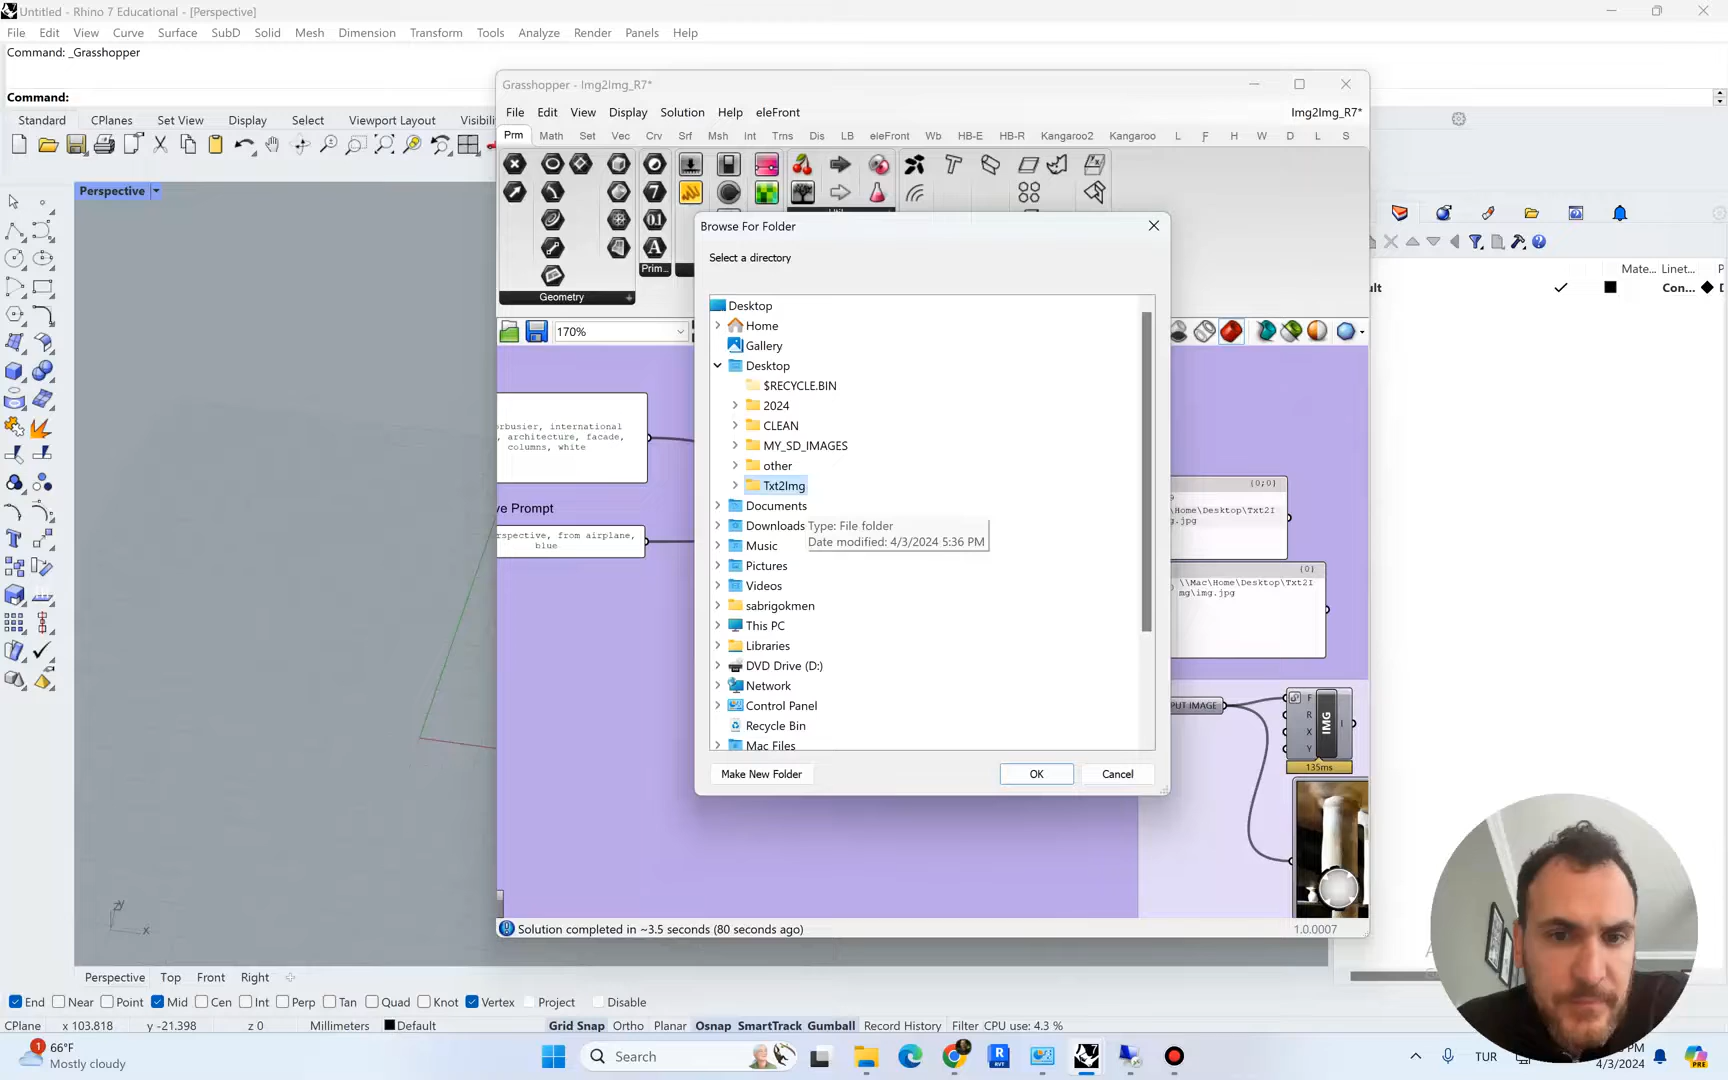 Untitled - Rhino 7 Educational - [Perspective]
File Edit View Curve Surface SubD Solid Mesh Dimension Transform Tools Analyze Render Panels Help
Command: _Grasshopper
Command:
Standard CPlanes Set View Display Select Viewport Layout
Perspective
Grasshopper - Img2Img_R7*
File Edit View Display Solution Help eleFront Img2Img_R7*
Prm Math Set Vec Crv Srf Msh Int Trns Dis LB eleFront Wb HB-E HB-R Kangaroo2 Kangaroo L F H W D L S
Prim...
Geometry
170%
Browse For Folder
Select a directory
Desktop
Home
Gallery
Desktop
$RECYCLE.BIN
2024
CLEAN
MY_SD_IMAGES
other
Txt2Img
Documents
Downloads
Type: File folder
Date modified: 4/3/2024 5:36 PM
Music
Pictures
Videos
sabrigokmen
This PC
Libraries
DVD Drive (D:)
Network
Control Panel
Recycle Bin
Mac Files
Make New Folder OK Cancel
orbusier, international
, architecture, facade,
columns, white
ve Prompt
rspective, from airplane,
blue
{0;0}
\Home\Desktop\Txt2I
g.jpg
{0}
0 \\Mac\Home\Desktop\Txt2I
mg\img.jpg
PUT IMAGE
F
R
X
Y
IMG
I
135ms
Mate... Linet... P
ult Con... D
Solution completed in ~3.5 seconds (80 seconds ago)
1.0.0007
Perspective Top Front Right
End Near Point Mid Cen Int Perp Tan Quad Knot Vertex Project Disable
CPlane x 103.818 y -21.398 z 0 Millimeters Default Grid Snap Ortho Planar Osnap SmartTrack Gumball Record History Filter CPU use: 4.3 %
1
66°F
Mostly cloudy
Search
TUR
PM
4/3/2024
PRE